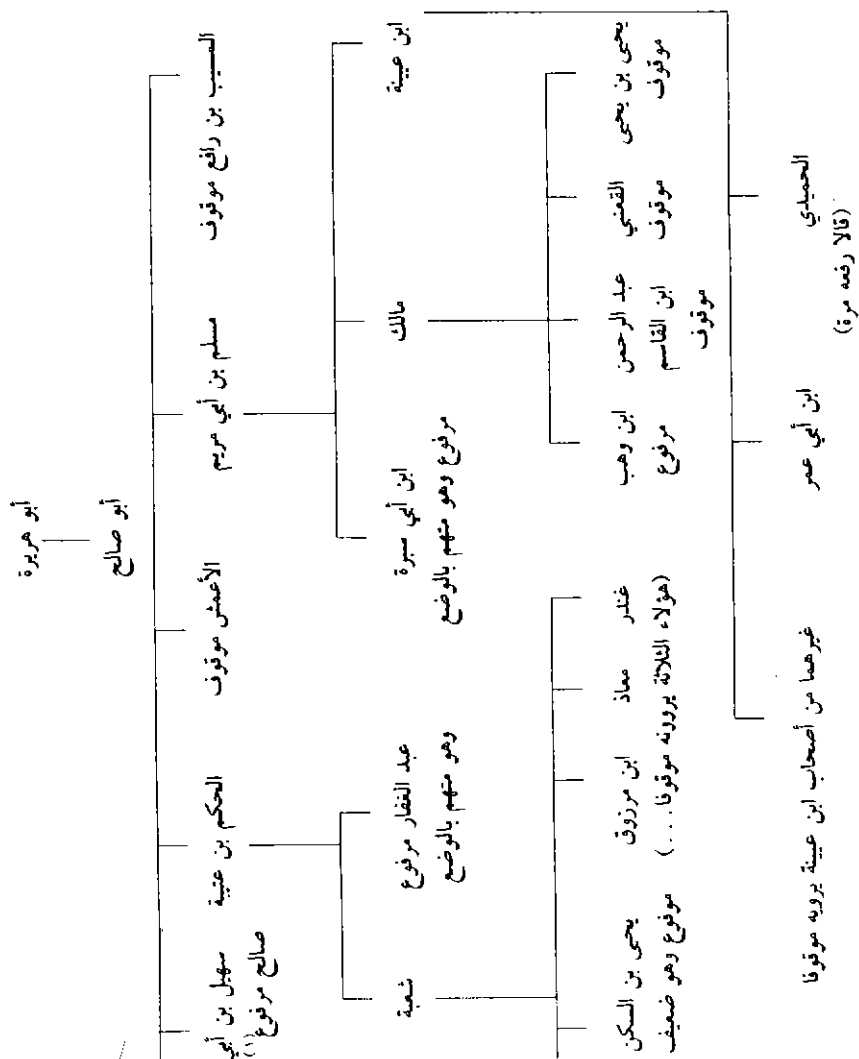 أبو هريرة
أبو صالح
المسيب بن رافع موقوف
مسلم بن أبي مريم
الأعمش موقوف
الحكم بن عتيبة
سهيل بن أبي
صالح مرفوع (١)
ابن عيينة
مالك
ابن أبي سبرة
مرفوع وهو متهم بالوضع
عبد الغفار مرفوع
وهو متهم بالوضع
شعبة
يحيى بن يحيى
موقوف
القعنبي
موقوف
عبد الرحمن
ابن القاسم
موقوف
ابن وهب
مرفوع
غندر
معاذ
ابن مرزوق
(هؤلاء الثلاثة يروونه موقوفا....)
يحيى بن السكن
مرفوع وهو ضعيف
الحميدي
(قالا رفعه مرة)
ابن أبي عمر
غيرهما من أصحاب ابن عيينة يرويه موقوفا